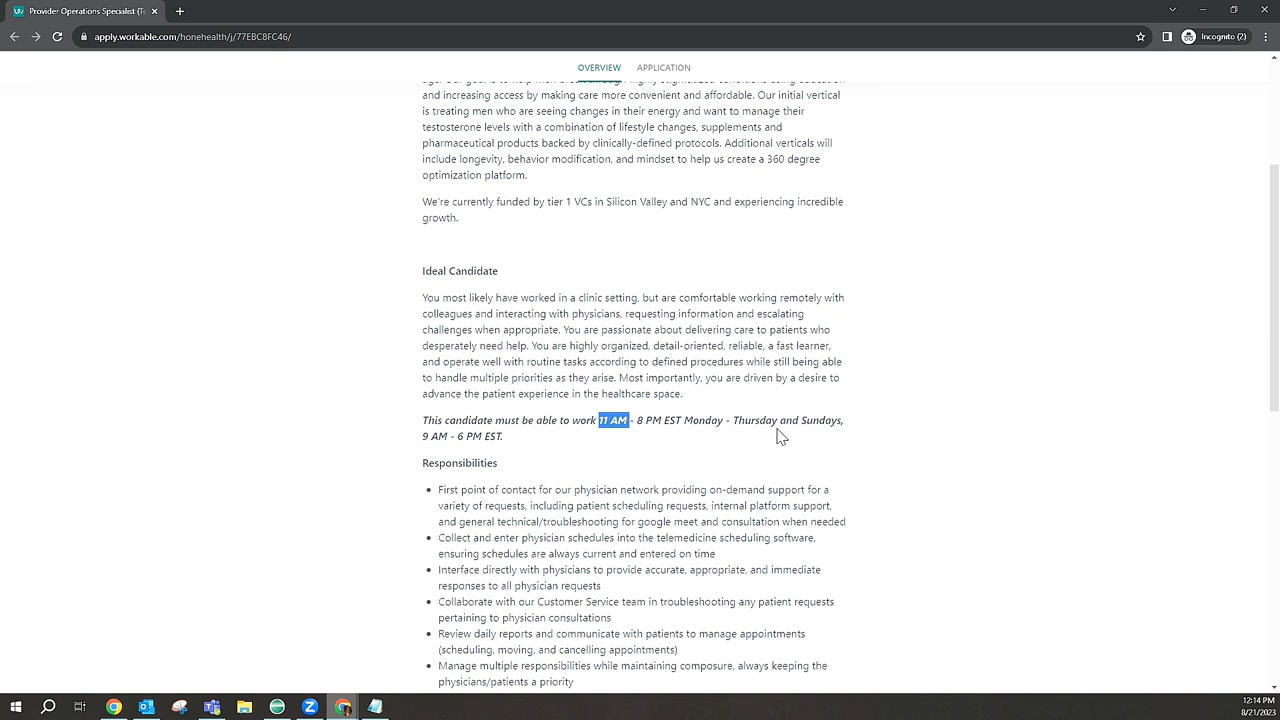 Provider Operations Specialist (Te
apply.workable.com/honehealth/j/77EBC8FC46/
Incognito (2)
OVERVIEW
APPLICATION
and increasing access by making care more convenient and affordable. Our initial vertical
is treating men who are seeing changes in their energy and want to manage their
testosterone levels with a combination of lifestyle changes, supplements and
pharmaceutical products backed by clinically-defined protocols. Additional verticals will
include longevity, behavior modification, and mindset to help us create a 360 degree
optimization platform.
We're currently funded by tier 1 VCs in Silicon Valley and NYC and experiencing incredible
growth.
Ideal Candidate
You most likely have worked in a clinic setting, but are comfortable working remotely with
colleagues and interacting with physicians, requesting information and escalating
challenges when appropriate. You are passionate about delivering care to patients who
desperately need help. You are highly organized, detail-oriented, reliable, a fast learner,
and operate well with routine tasks according to defined procedures while still being able
to handle multiple priorities as they arise. Most importantly, you are driven by a desire to
advance the patient experience in the healthcare space.
This candidate must be able to work 11 AM - 8 PM EST Monday - Thursday and Sundays,
9 AM - 6 PM EST.
Responsibilities
• First point of contact for our physician network providing on-demand support for a
variety of requests, including patient scheduling requests, internal platform support,
and general technical/troubleshooting for google meet and consultation when needed
• Collect and enter physician schedules into the telemedicine scheduling software,
ensuring schedules are always current and entered on time
• Interface directly with physicians to provide accurate, appropriate, and immediate
responses to all physician requests
• Collaborate with our Customer Service team in troubleshooting any patient requests
pertaining to physician consultations
• Review daily reports and communicate with patients to manage appointments
(scheduling, moving, and cancelling appointments)
• Manage multiple responsibilities while maintaining composure, always keeping the
physicians/patients a priority
12:14 PM
8/21/2023